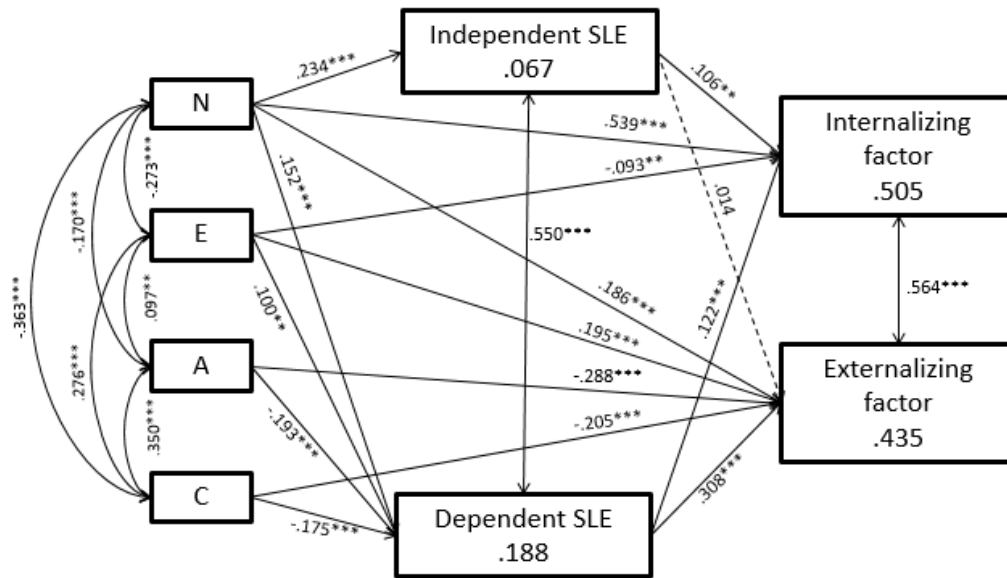 Independent SLE
.067
.234***
.106**
N
.539***
Internalizing
factor
.505
-.273***
.152***
-.093**
.014
-.170***
E
.550***
.564***
-.363***
.097**
.100**
.186***
.122***
.195***
.276***
A
-.288***
Externalizing
factor
.435
.350***
-.193***
-.205***
.308***
C
-.175***
Dependent SLE
.188